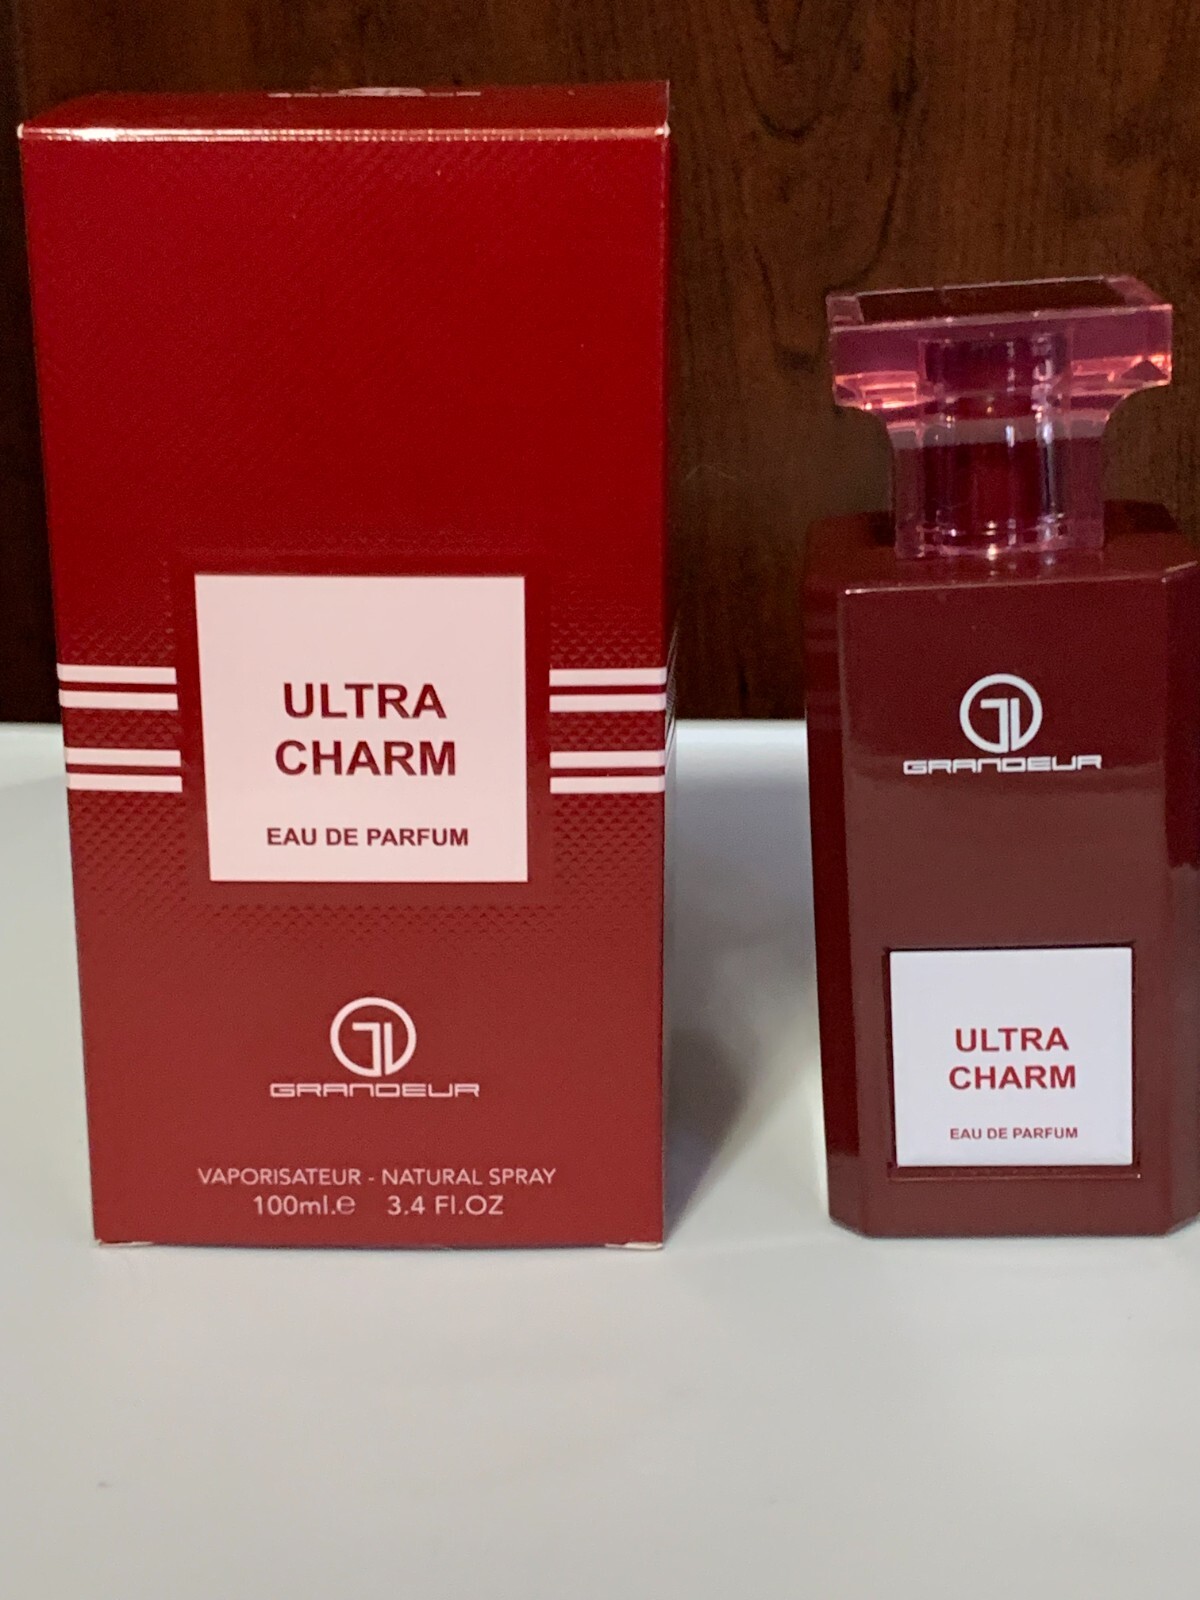 ULTRA
CHARM
EAU DE PARFUM
GRANDEUR
VAPORISATEUR - NATURAL SPRAY
100ml.e 3.4 Fl.OZ
GRANDEUR
ULTRA
CHARM
EAU DE PARFUM